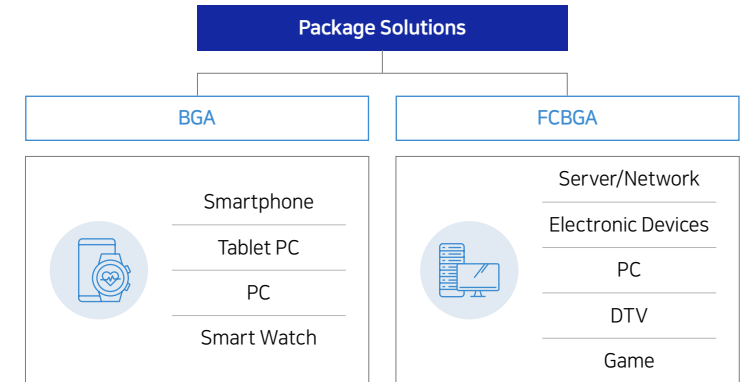 Package Solutions
BGA
FCBGA
Smartphone
Tablet PC
PC
Smart Watch
Server/Network
Electronic Devices
PC
DTV
Game